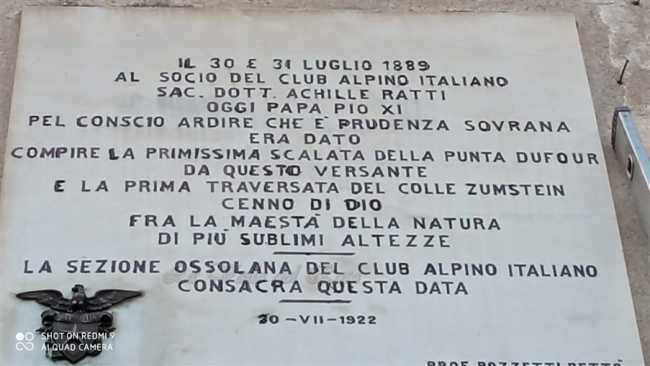 IL 30 E 31 LUGLIO 1889
AL SOCIO DEL CLUB ALPINO ITALIANO
SAC. DOTT. ACHILLE RATTI
OGGI PAPA PIO XI
PEL CONSCIO ARDIRE CHE È PRUDENZA SOVRANA
ERA DATO
COMPIRE LA PRIMISSIMA SCALATA DELLA PUNTA DUFOUR
DA QUESTO VERSANTE
E LA PRIMA TRAVERSATA DEL COLLE ZUMSTEIN
CENNO DI DIO
FRA LA MAESTÀ DELLA NATURA
DI PIÙ SUBLIMI ALTEZZE
LA SEZIONE OSSOLANA DEL CLUB ALPINO ITALIANO
CONSACRA QUESTA DATA
30-VII-1922
SHOT ON REDMI 9
AI QUAD CAMERA